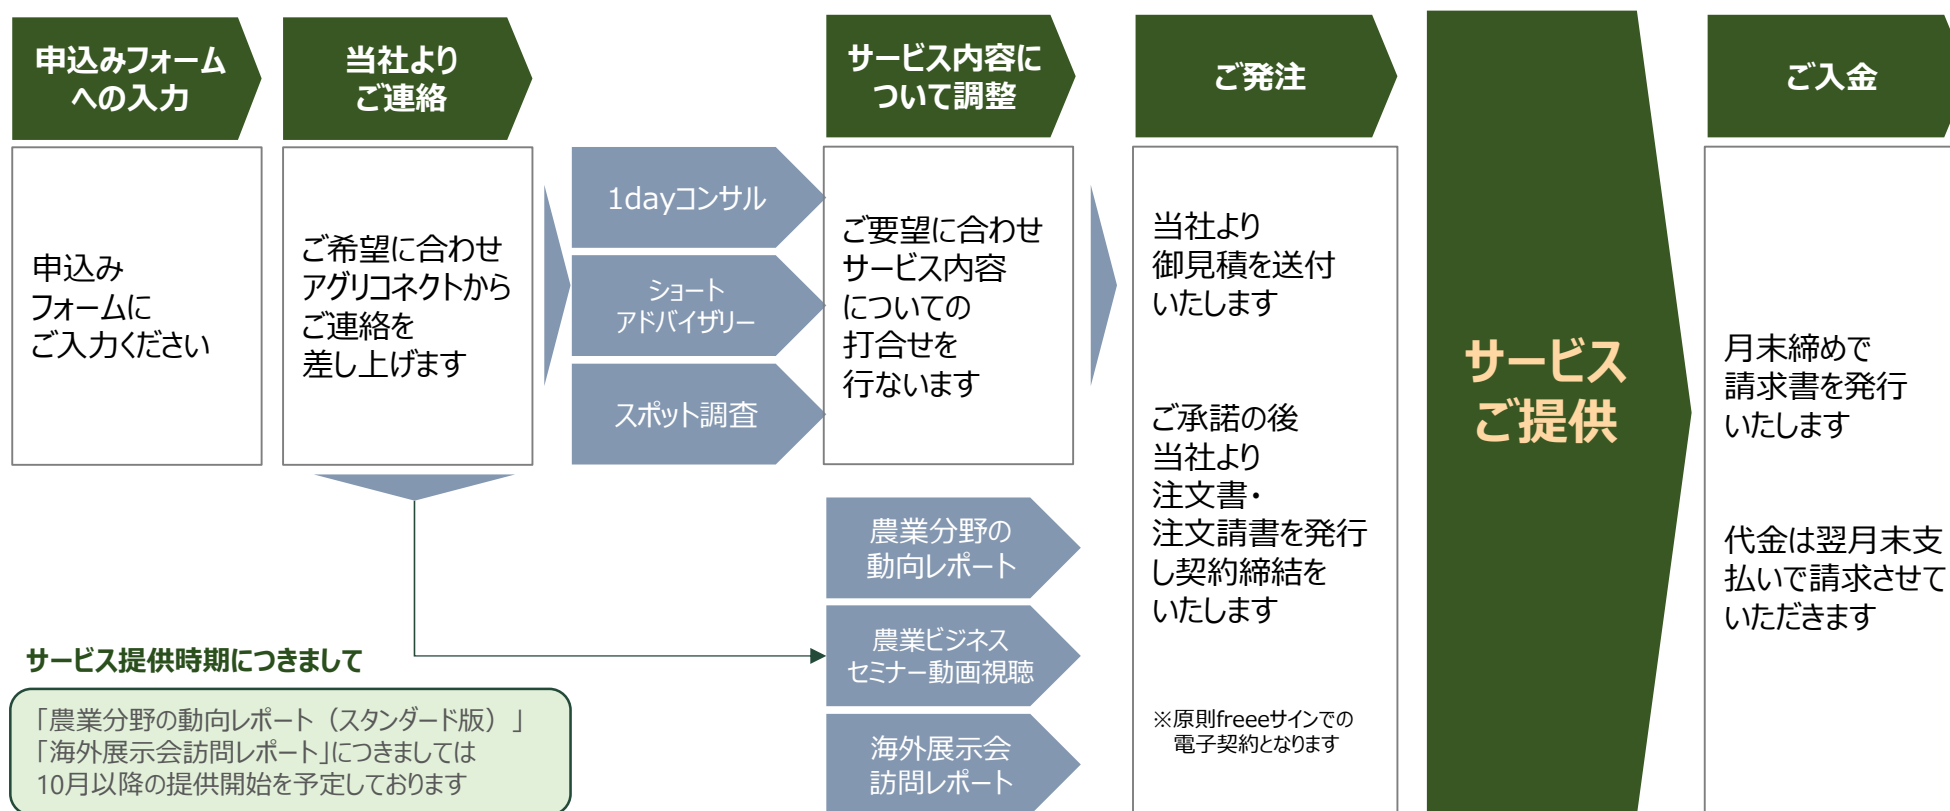 申込みフォーム
への入力
申込み
フォームに
ご入力ください
当社より
ご連絡
ご希望に合わせ
アグリコネクトから
ご連絡を
差し上げます
1dayコンサル
ショート
アドバイザリー
スポット調査
サービス内容に
ついて調整
ご要望に合わせ
サービス内容
についての
打合せを
行ないます
農業分野の
動向レポート
農業ビジネス
セミナー動画視聴
海外展示会
訪問レポート
ご発注
当社より
御見積を送付
いたします
ご承諾の後
当社より
注文書・
注文請書を発行
し契約締結を
いたします
※原則freeeサインでの
電子契約となります
サービス
ご提供
ご入金
月末締めで
請求書を発行
いたします
代金は翌月末支
払いで請求させて
いただきます
サービス提供時期につきまして
「農業分野の動向レポート（スタンダード版）」
「海外展示会訪問レポート」につきましては
10月以降の提供開始を予定しております